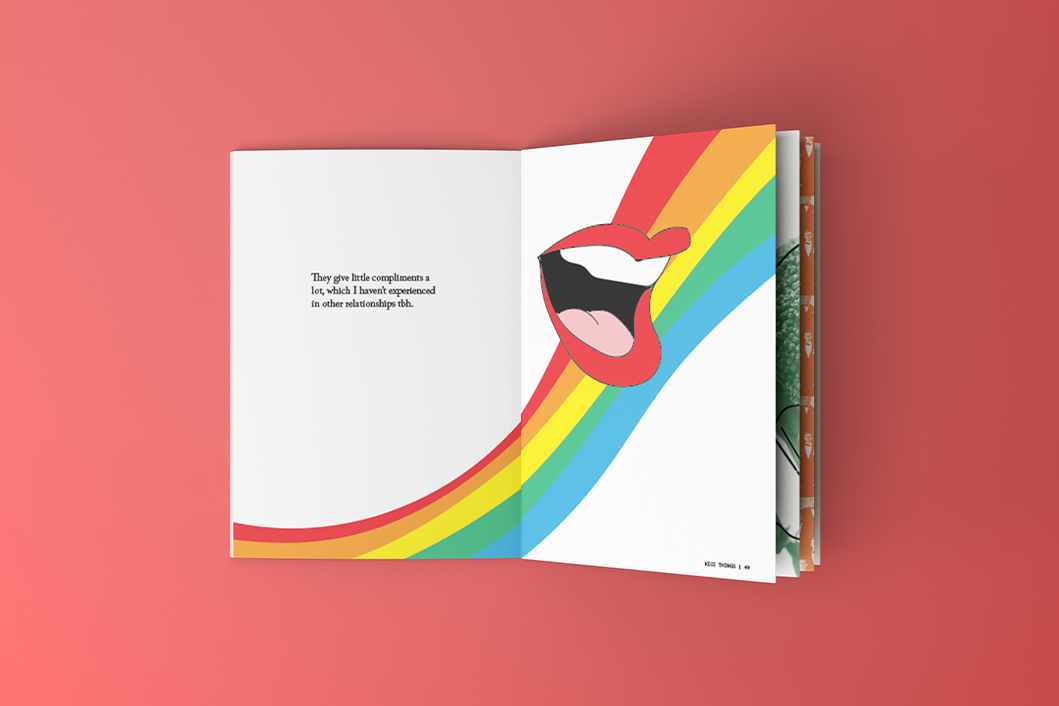 They give little compliments a
lot, which I haven't experienced
in other relationships tbh.
NICE THINGS | 49